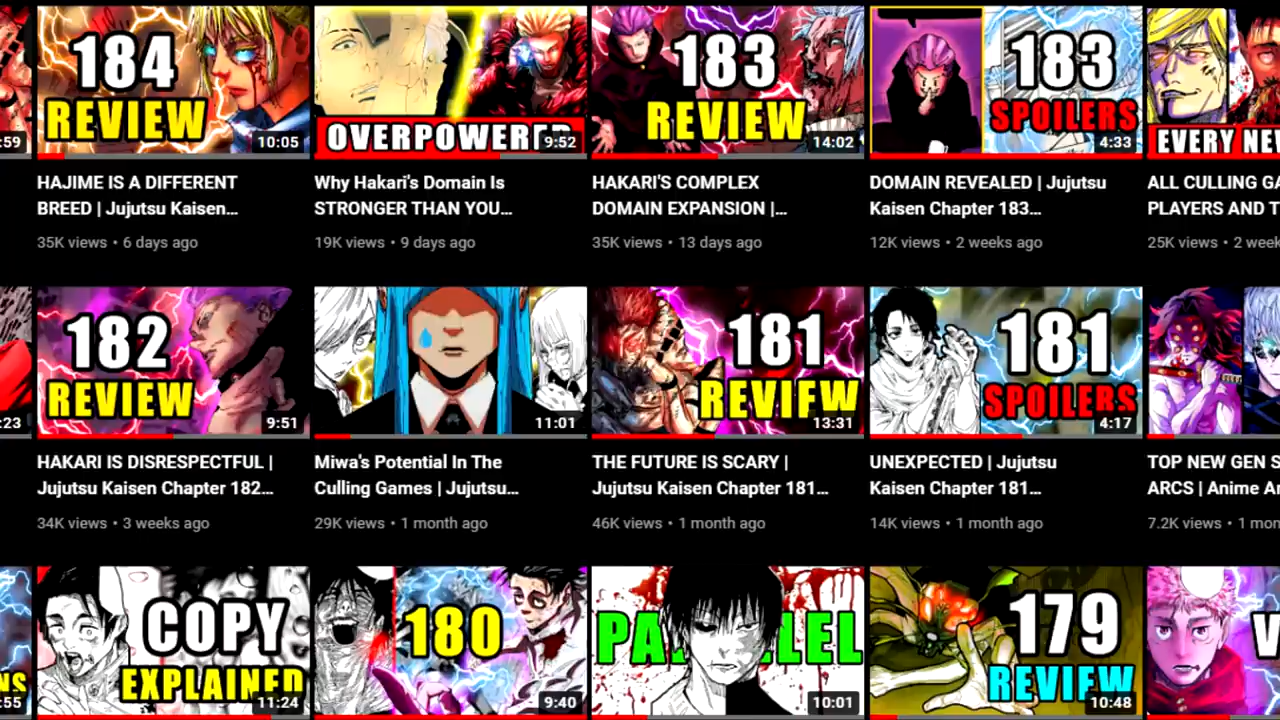 :59
184
REVIEW
10:05
OVERPOWERED
9:52
183
REVIEW
14:02
183
SPOILERS
4:33
EVERY NE
HAJIME IS A DIFFERENT
BREED | Jujutsu Kaisen...
35K views • 6 days ago
Why Hakari's Domain Is
STRONGER THAN YOU...
19K views • 9 days ago
HAKARI'S COMPLEX
DOMAIN EXPANSION |...
35K views • 13 days ago
DOMAIN REVEALED | Jujutsu
Kaisen Chapter 183...
12K views • 2 weeks ago
ALL CULLING GA
PLAYERS AND T
25K views • 2 week
:23
182
REVIEW
9:51
11:01
181
REVIEW
13:31
181
SPOILERS
4:17
HAKARI IS DISRESPECTFUL |
Jujutsu Kaisen Chapter 182...
34K views • 3 weeks ago
Miwa's Potential In The
Culling Games | Jujutsu...
29K views • 1 month ago
THE FUTURE IS SCARY |
Jujutsu Kaisen Chapter 181...
46K views • 1 month ago
UNEXPECTED | Jujutsu
Kaisen Chapter 181...
14K views • 1 month ago
TOP NEW GEN S
ARCS | Anime Ar
7.2K views • 1 mon
NS
:55
COPY
EXPLAINED
11:24
180
9:40
PA LEL
10:01
179
REVIEW
10:48
V